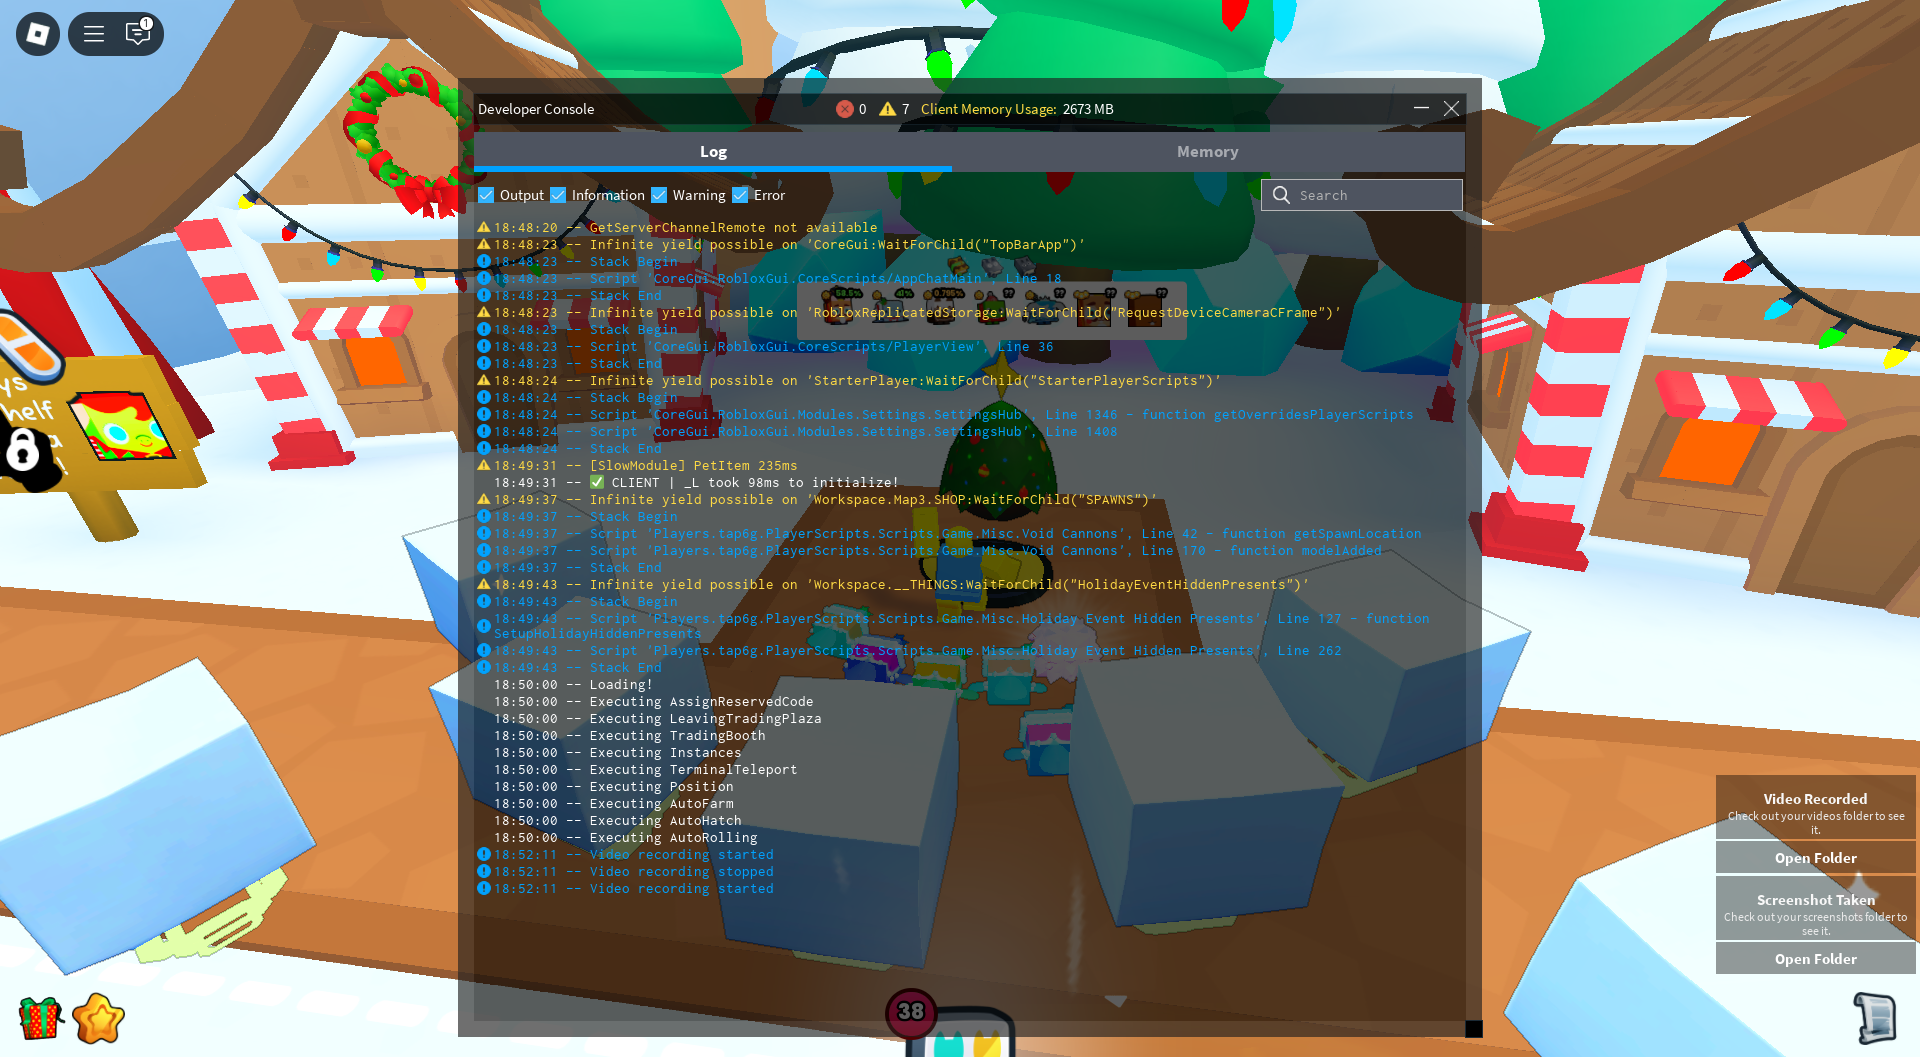 1
Developer Console
0
7
Client Memory Usage: 2673 MB
Log
Memory
Output
Information
Warning
Error
Search
18:48:20 -- GetServerChannelRemote not available
18:48:23 -- Infinite yield possible on 'CoreGui:WaitForChild("TopBarApp")'
18:48:23 -- Stack Begin
18:48:23 -- Script 'CoreGui.RobloxGui.CoreScripts/AppChatMain', Line 18
18:48:23 -- Stack End
18:48:23 -- Infinite yield possible on 'RobloxReplicatedStorage:WaitForChild("RequestDeviceCameraCFrame")'
18:48:23 -- Stack Begin
18:48:23 -- Script 'CoreGui.RobloxGui.CoreScripts/PlayerView', Line 36
18:48:23 -- Stack End
18:48:24 -- Infinite yield possible on 'StarterPlayer:WaitForChild("StarterPlayerScripts")'
18:48:24 -- Stack Begin
18:48:24 -- Script 'CoreGui.RobloxGui.Modules.Settings.SettingsHub', Line 1346 - function getOverridesPlayerScripts
18:48:24 -- Script 'CoreGui.RobloxGui.Modules.Settings.SettingsHub', Line 1408
18:48:24 -- Stack End
18:49:31 -- [SlowModule] PetItem 235ms
18:49:31 -- ✅ CLIENT | _L took 98ms to initialize!
18:49:37 -- Infinite yield possible on 'Workspace.Map3.SHOP:WaitForChild("SPAWNS")'
18:49:37 -- Stack Begin
18:49:37 -- Script 'Players.tap6g.PlayerScripts.Scripts.Game.Misc.Void Cannons', Line 42 - function getSpawnLocation
18:49:37 -- Script 'Players.tap6g.PlayerScripts.Scripts.Game.Misc.Void Cannons', Line 170 - function modelAdded
18:49:37 -- Stack End
18:49:43 -- Infinite yield possible on 'Workspace.__THINGS:WaitForChild("HolidayEventHiddenPresents")'
18:49:43 -- Stack Begin
18:49:43 -- Script 'Players.tap6g.PlayerScripts.Scripts.Game.Misc.Holiday Event Hidden Presents', Line 127 - function
SetupHolidayHiddenPresents
18:49:43 -- Script 'Players.tap6g.PlayerScripts.Scripts.Game.Misc.Holiday Event Hidden Presents', Line 262
18:49:43 -- Stack End
18:50:00 -- Loading!
18:50:00 -- Executing AssignReservedCode
18:50:00 -- Executing LeavingTradingPlaza
18:50:00 -- Executing TradingBooth
18:50:00 -- Executing Instances
18:50:00 -- Executing TerminalTeleport
18:50:00 -- Executing Position
18:50:00 -- Executing AutoFarm
18:50:00 -- Executing AutoHatch
18:50:00 -- Executing AutoRolling
18:52:11 -- Video recording started
18:52:11 -- Video recording stopped
18:52:11 -- Video recording started
Video Recorded
Check out your videos folder to see
it.
Open Folder
Screenshot Taken
Check out your screenshots folder to
see it.
Open Folder
38